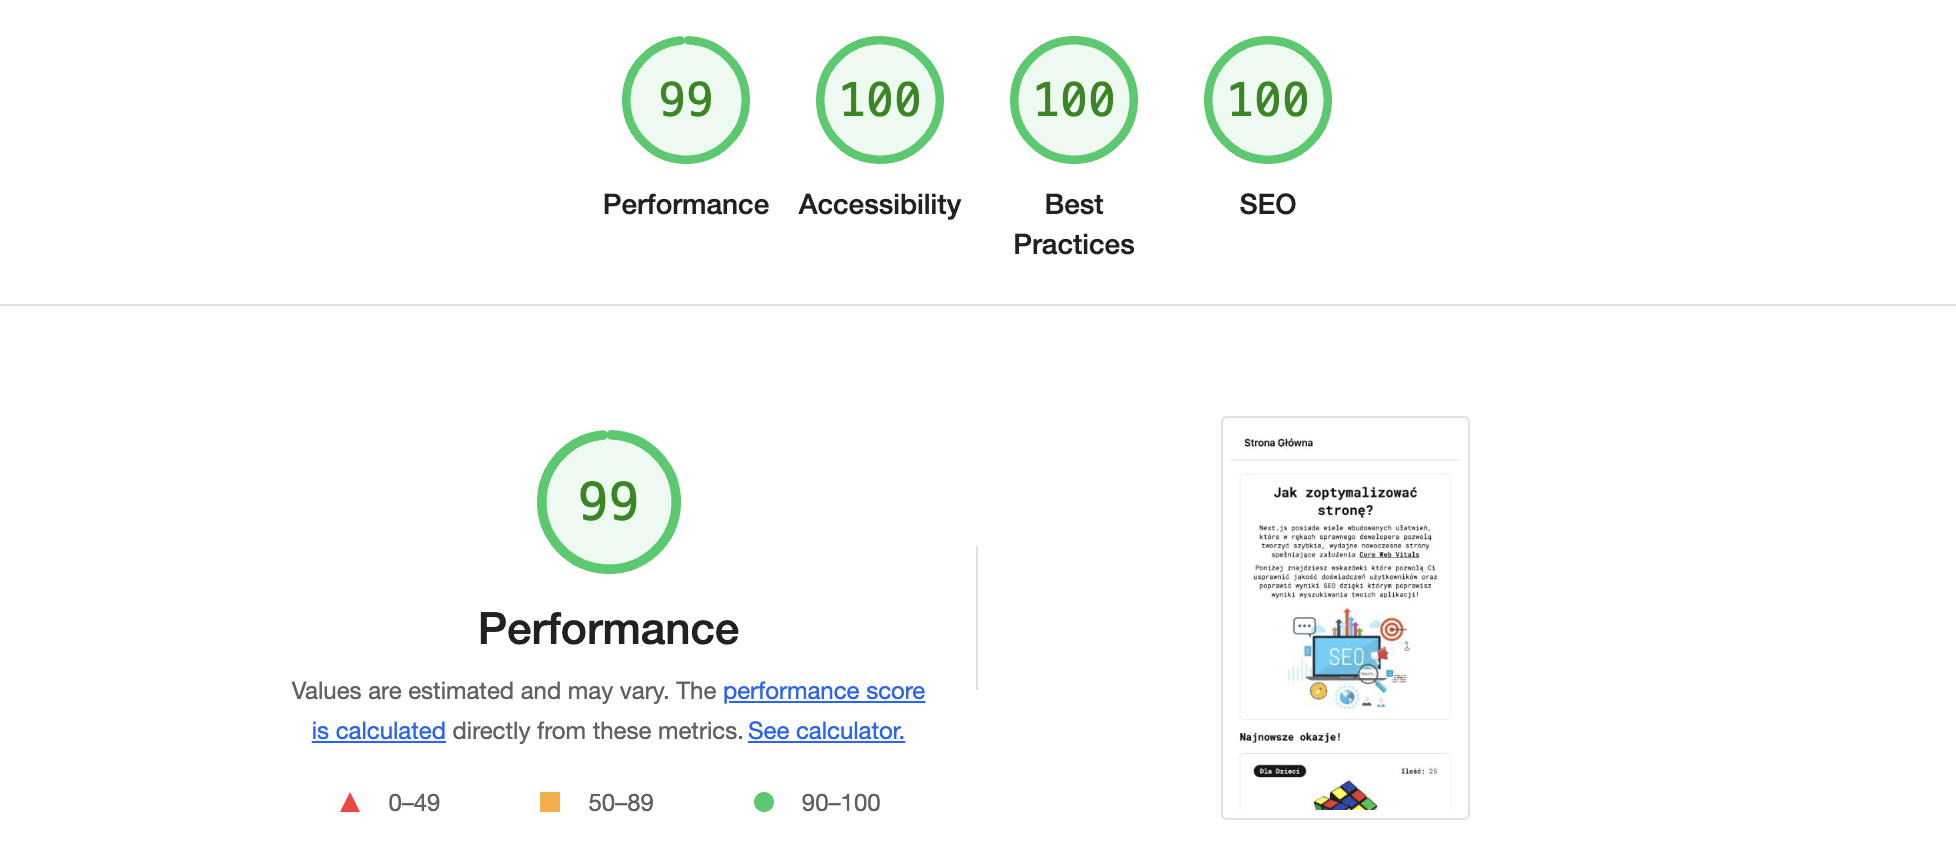 99
100
100
100
Performance
Accessibility
Best
Practices
SEO
99
Performance
Values are estimated and may vary. The performance score
is calculated directly from these metrics. See calculator.
0–49
50–89
90–100
Strona Główna
Jak zoptymalizować
stronę?
Next.js posiada wiele wbudowanych ułatwień,
które w rękach sprawnego dewelopera pozwolą
tworzyć szybkie, wydajne nowoczesne strony
spełniające założenia Core Web Vitals
Poniżej znajdziesz wskazówki które pozwolą Ci
usprawnić jakość doświadczeń użytkowników oraz
poprawić wyniki SEO dzięki którym poprawisz
wyniki wyszukiwania twoich aplikacji!
SEO
Najnowsze okazje!
Dla Dzieci
Ilość: 25